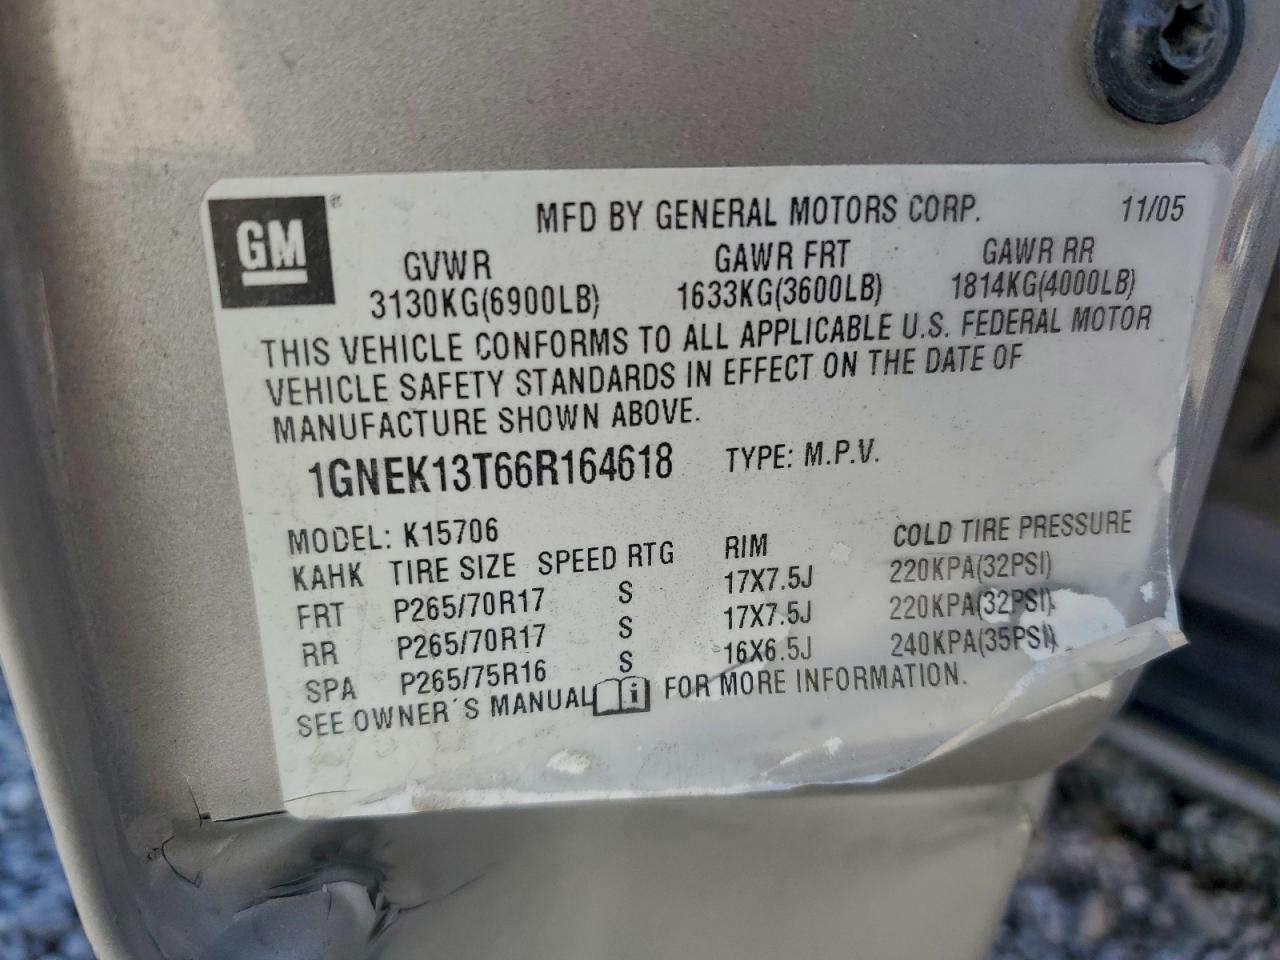 GM ®
MFD BY GENERAL MOTORS CORP. 11/05
GVWR GAWR FRT GAWR RR
3130KG(6900LB) 1633KG(3600LB) 1814KG(4000LB)
THIS VEHICLE CONFORMS TO ALL APPLICABLE U.S. FEDERAL MOTOR
VEHICLE SAFETY STANDARDS IN EFFECT ON THE DATE OF
MANUFACTURE SHOWN ABOVE.
1GNEK13T66R164618 TYPE: M.P.V.
MODEL: K15706
KAHK TIRE SIZE SPEED RTG RIM COLD TIRE PRESSURE
FRT P265/70R17 S 17X7.5J 220KPA(32PSI)
RR P265/70R17 S 17X7.5J 220KPA(32PSI)
SPA P265/75R16 S 16X6.5J 240KPA(35PSI)
SEE OWNER'S MANUAL i FOR MORE INFORMATION.